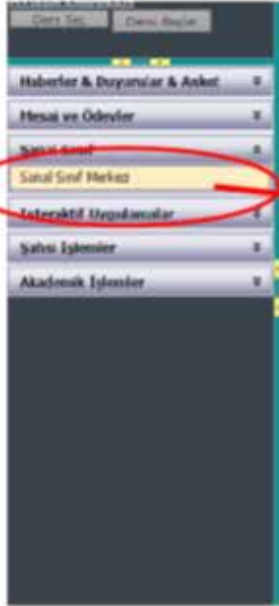 Ders Seç
Dersi Başlat
Haberler & Duyurular & Anket
Mesaj ve Ödevler
Sanal Sınıf
Sanal Sınıf Merkezi
İnteraktif Uygulamalar
Şahsi İşlemler
Akademik İşlemler